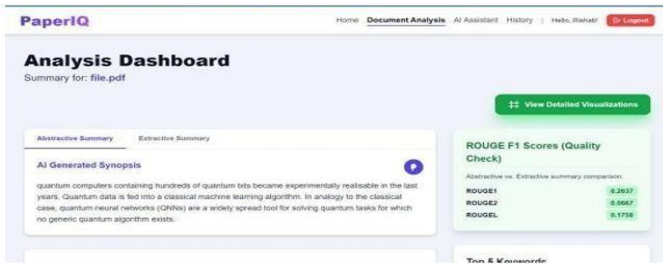 PaperIQ
Home Document Analysis AI Assistant History | Hello, Rishab! Logout
Analysis Dashboard
Summary for: file.pdf
View Detailed Visualizations
Abstractive Summary Extractive Summary
AI Generated Synopsis
quantum computers containing hundreds of quantum bits became experimentally realisable in the last
years. Quantum data is fed into a classical machine learning algorithm. In analogy to the classical
case, quantum neural networks (QNNs) are a widely spread tool for solving quantum tasks for which
no generic quantum algorithm exists.
ROUGE F1 Scores (Quality
Check)
Abstractive vs. Extractive summary comparison.
ROUGE1 0.2637
ROUGE2 0.0667
ROUGEL 0.1758
Top 5 Keywords